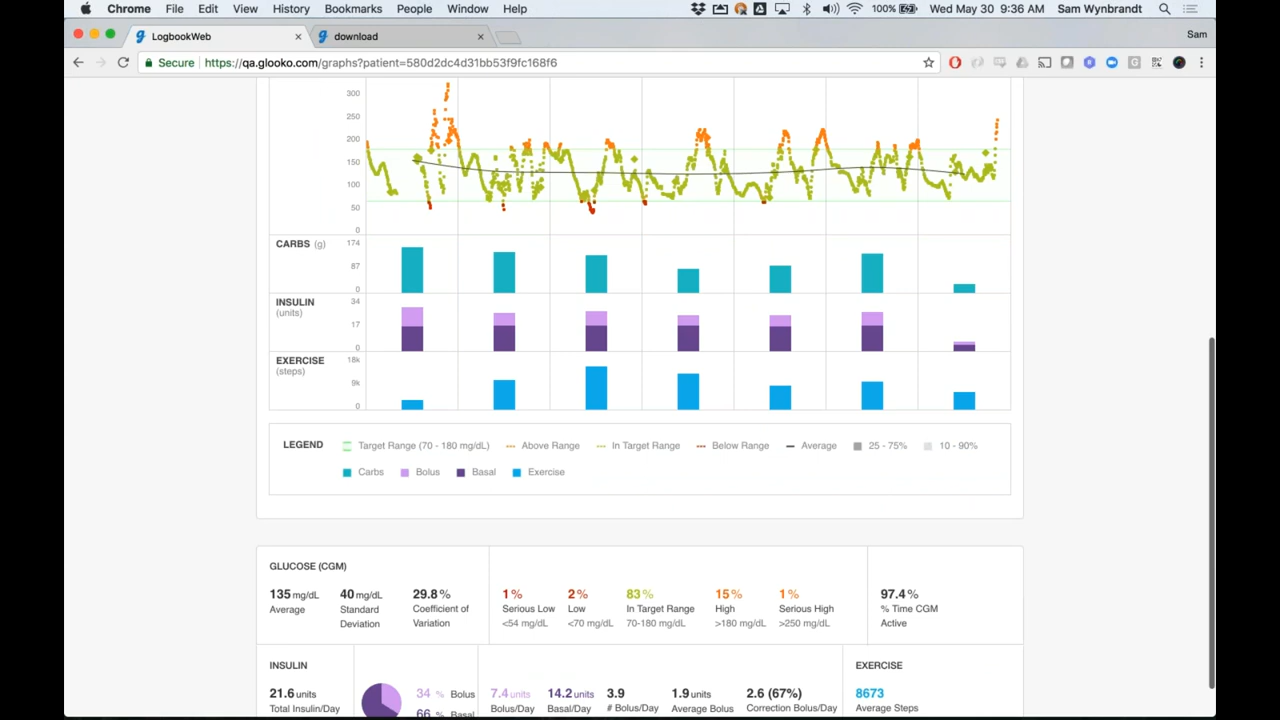 Chrome File Edit View History Bookmarks People Window Help 100% Wed May 30 9:36 AM Sam Wynbrandt
LogbookWeb × download × Sam
Secure https://qa.glooko.com/graphs?patient=580d2dc4d31bb53f9fc168f6
300
250
200
150
100
50
0
CARBS (g) 174
87
0
INSULIN 34
(units)
17
0
EXERCISE 18k
(steps)
9k
0
LEGEND Target Range (70 - 180 mg/dL) Above Range In Target Range Below Range Average 25 - 75% 10 - 90%
Carbs Bolus Basal Exercise
GLUCOSE (CGM)
135 mg/dL 40 mg/dL 29.8 % 1 % 2 % 83 % 15 % 1 % 97.4 %
Average Standard Coefficient of Serious Low Low In Target Range High Serious High % Time CGM
Deviation Variation <54 mg/dL <70 mg/dL 70-180 mg/dL >180 mg/dL >250 mg/dL Active
INSULIN EXERCISE
21.6 units 34 % Bolus 7.4 units 14.2 units 3.9 1.9 units 2.6 (67%) 8673
Total Insulin/Day 66 % Basal Bolus/Day Basal/Day # Bolus/Day Average Bolus Correction Bolus/Day Average Steps